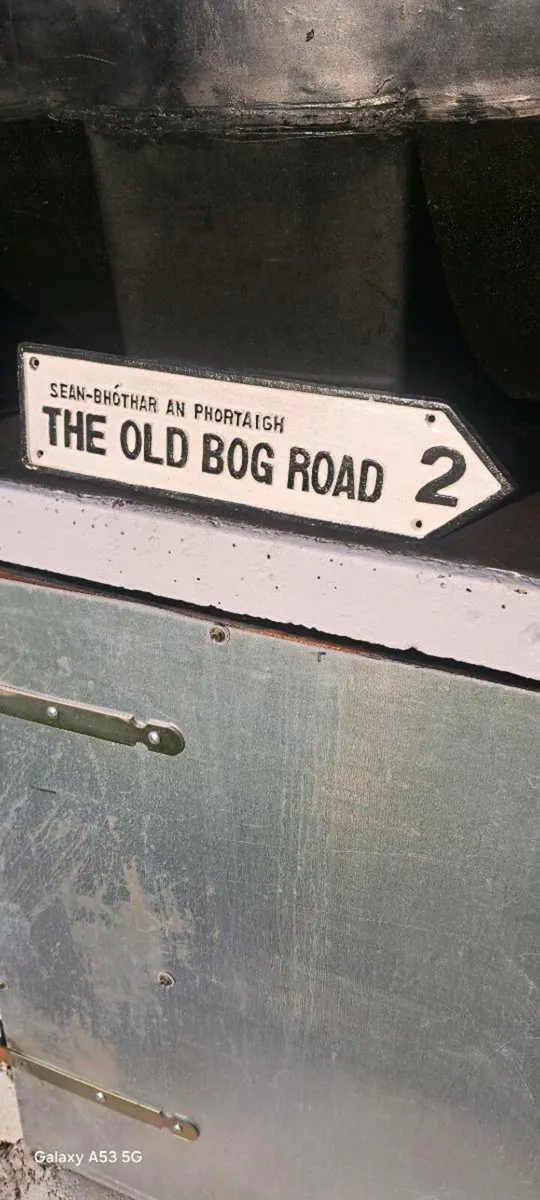 SEAN-BHÓTHAR AN PHORTAIGH
THE OLD BOG ROAD 2
Galaxy A53 5G